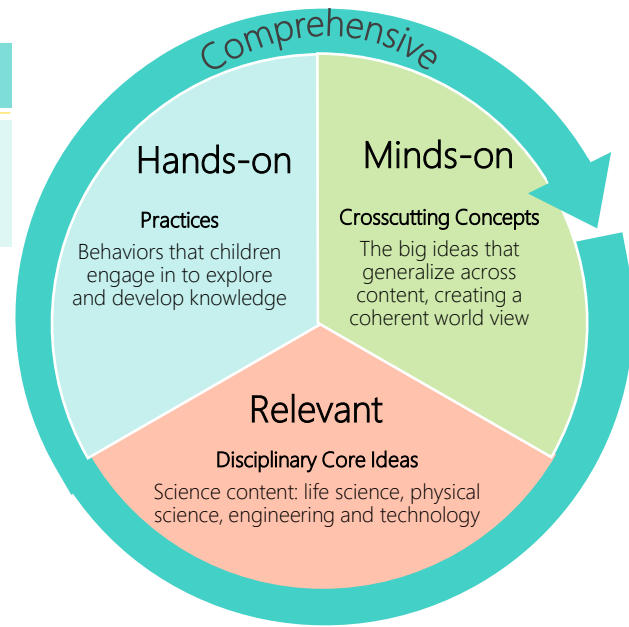 Comprehensive
Hands-on
Practices
Behaviors that children
engage in to explore
and develop knowledge
Minds-on
Crosscutting Concepts
The big ideas that
generalize across
content, creating a
coherent world view
Relevant
Disciplinary Core Ideas
Science content: life science, physical
science, engineering and technology